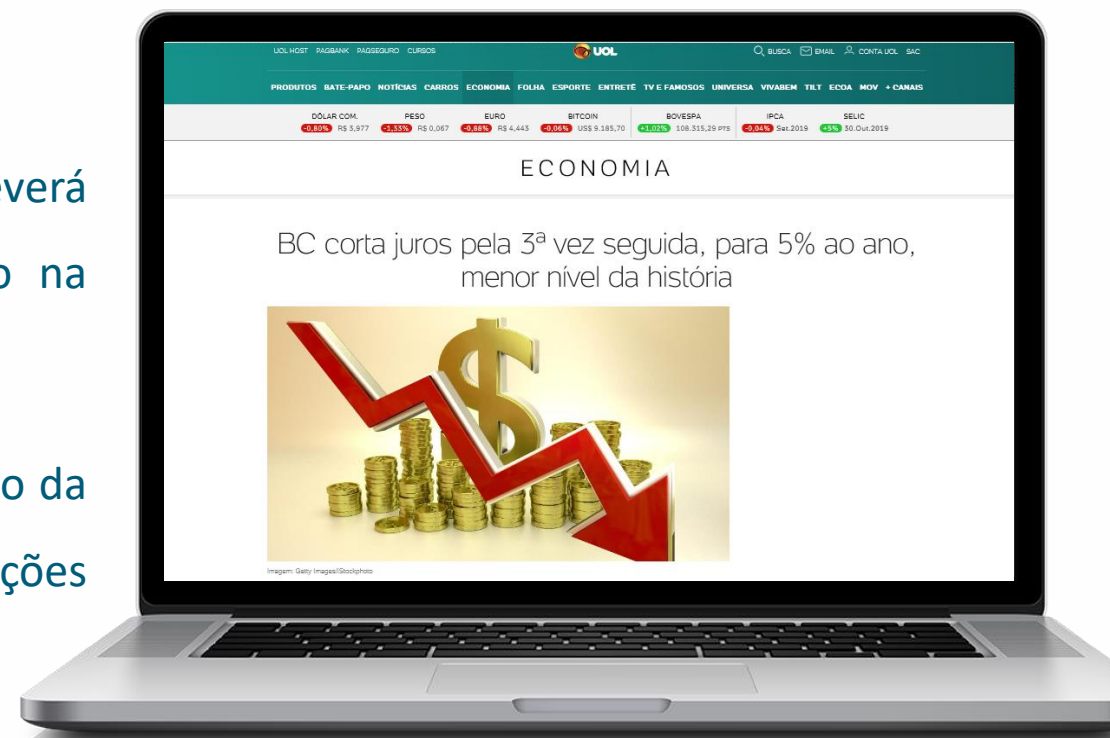 everá
o na
o da
ções
UOL HOST PAGBANK PAGSEGURO CURSOS
UOL
BUSCA EMAIL CONTA UOL SAC
PRODUTOS BATE-PAPO NOTÍCIAS CARROS ECONOMIA FOLHA ESPORTE ENTRETÊ TV E FAMOSOS UNIVERSA VIVABEM TILT ECOA MOV + CANAIS
DÓLAR COM. PESO EURO BITCOIN BOVESPA IPCA SELIC
-0,80% R$ 3,977 -1,33% R$ 0,067 -0,88% R$ 4,443 -0,06% US$ 9.185,70 +1,02% 108.315,29 PTS -0,04% Set.2019 +5% 30.Out.2019
ECONOMIA
BC corta juros pela 3ª vez seguida, para 5% ao ano,
menor nível da história
Imagem: Getty Images/iStockphoto